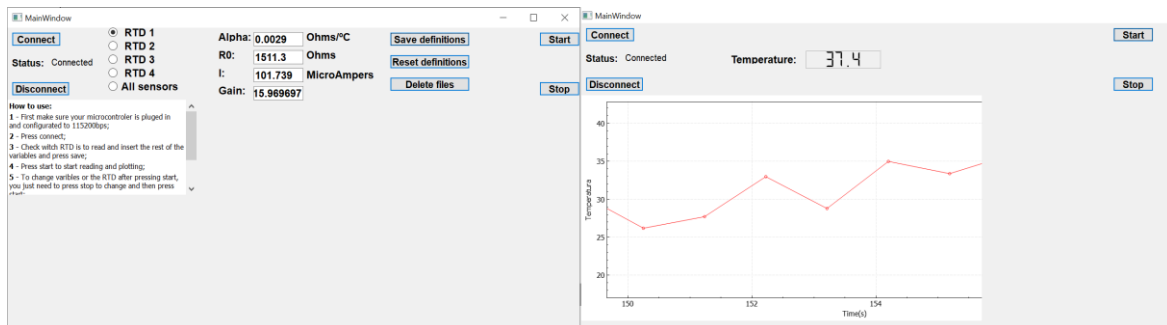 MainWindow
Connect
Status: Connected
Disconnect
RTD 1
RTD 2
RTD 3
RTD 4
All sensors
Alpha: 0.0029 Ohms/ºC
R0: 1511.3 Ohms
I: 101.739 MicroAmpers
Gain: 15.969697
Save definitions
Reset definitions
Delete files
Start
Stop
How to use:
1 - First make sure your microcontroler is pluged in
and configurated to 115200bps;
2 - Press connect;
3 - Check witch RTD is to read and insert the rest of the
variables and press save;
4 - Press start to start reading and plotting;
5 - To change varibles or the RTD after pressing start,
you just need to press stop to change and then press
start;
MainWindow
Connect
Start
Status: Connected
Temperature: 37.4
Disconnect
Stop
40
35
30
25
20
Temperatura
150 152 154
Time(s)